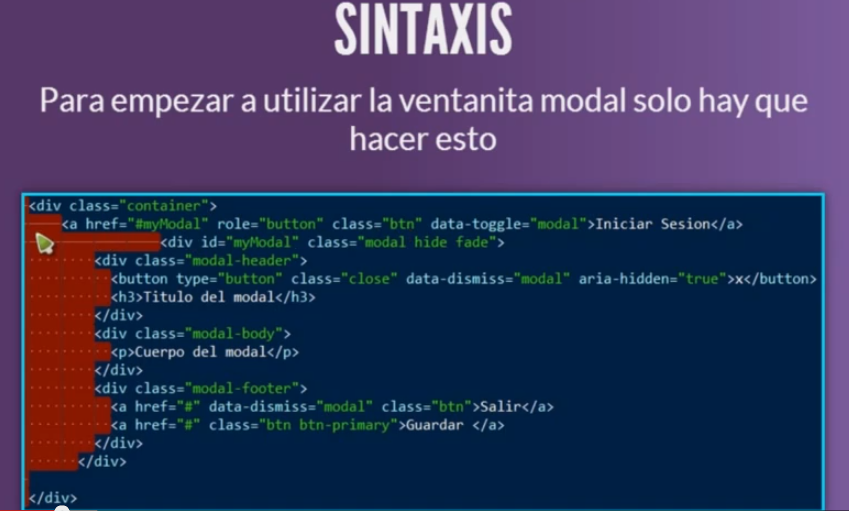 SINTAXIS
Para empezar a utilizar la ventanita modal solo hay que
hacer esto
<div class="container">
<a href="#myModal" role="button" class="btn" data-toggle="modal">Iniciar Sesion</a>
<div id="myModal" class="modal hide fade">
<div class="modal-header">
<button type="button" class="close" data-dismiss="modal" aria-hidden="true">x</button>
<h3>Titulo del modal</h3>
</div>
<div class="modal-body">
<p>Cuerpo del modal</p>
</div>
<div class="modal-footer">
<a href="#" data-dismiss="modal" class="btn">Salir</a>
<a href="#" class="btn btn-primary">Guardar </a>
</div>
</div>
</div>